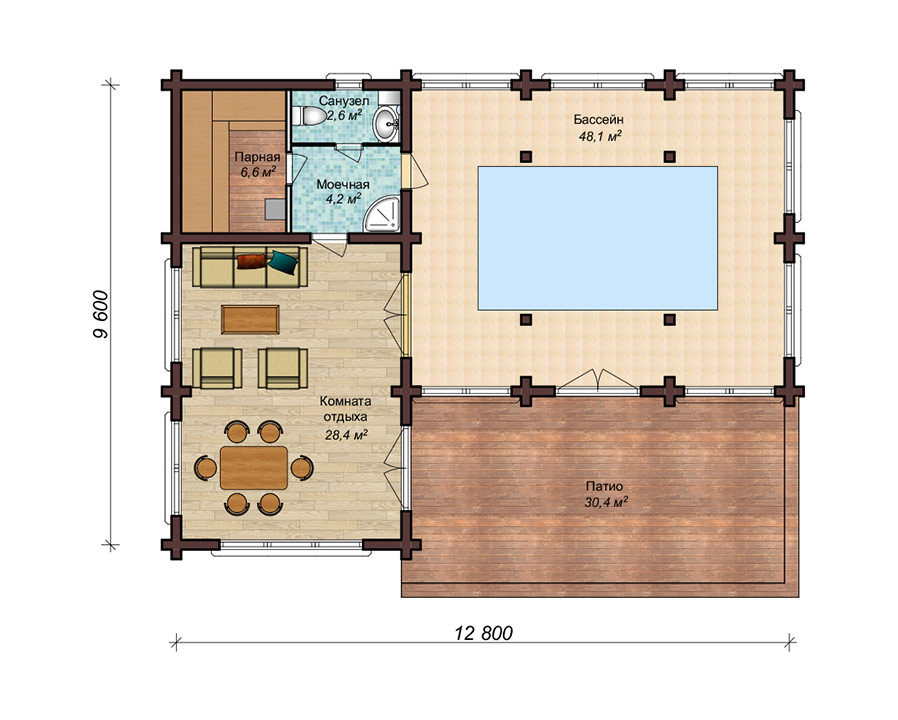 Санузел
2,6 м²
Бассейн
48,1 м²
Парная
6,6 м²
Моечная
4,2 м²
9 600
Комната
отдыха
28,4 м²
Патио
30,4 м²
12 800